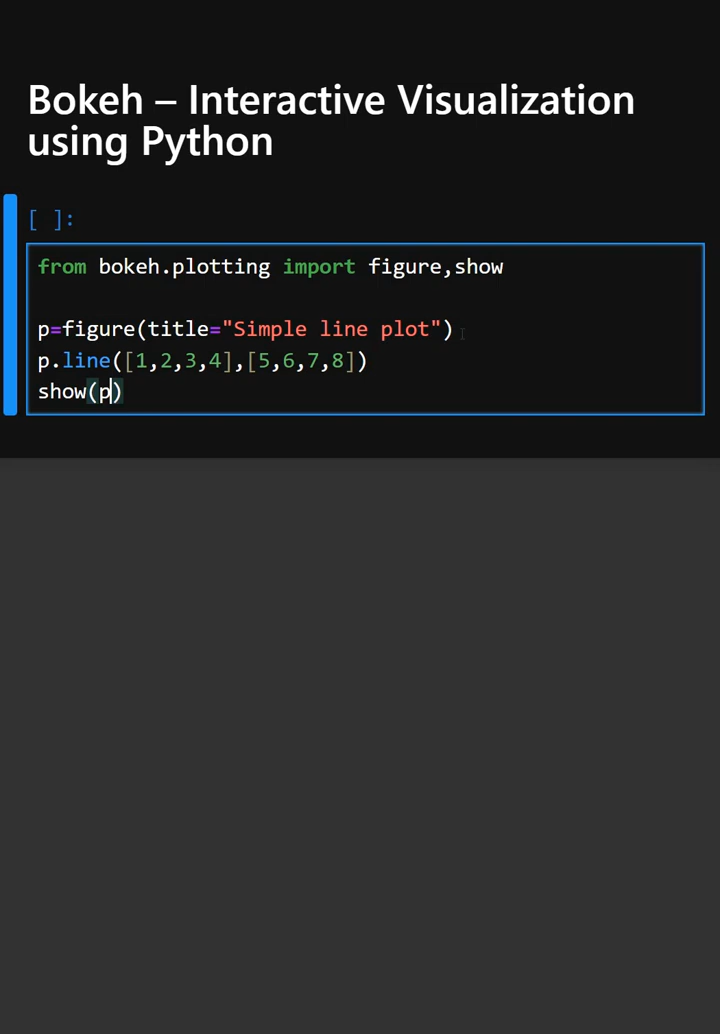 Bokeh – Interactive Visualization
using Python
[ ]:
from bokeh.plotting import figure,show
p=figure(title="Simple line plot")
p.line([1,2,3,4],[5,6,7,8])
show(p)